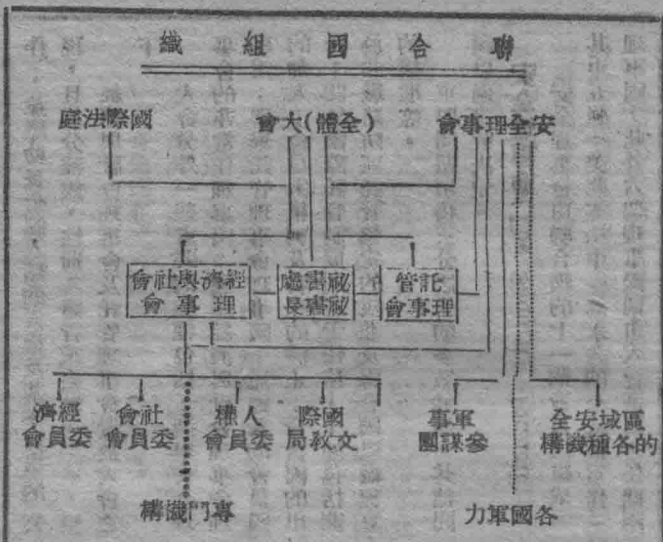 聯合國組織
安全理事會
(全體)大會
國際法庭
託管
理事會
祕書處
祕書長
經濟與社會
理事會
區域安全
的各種機構
軍事
參謀團
國際
文教局
人權
委員會
社會
委員會
經濟
委員會
各國軍力
專門機構